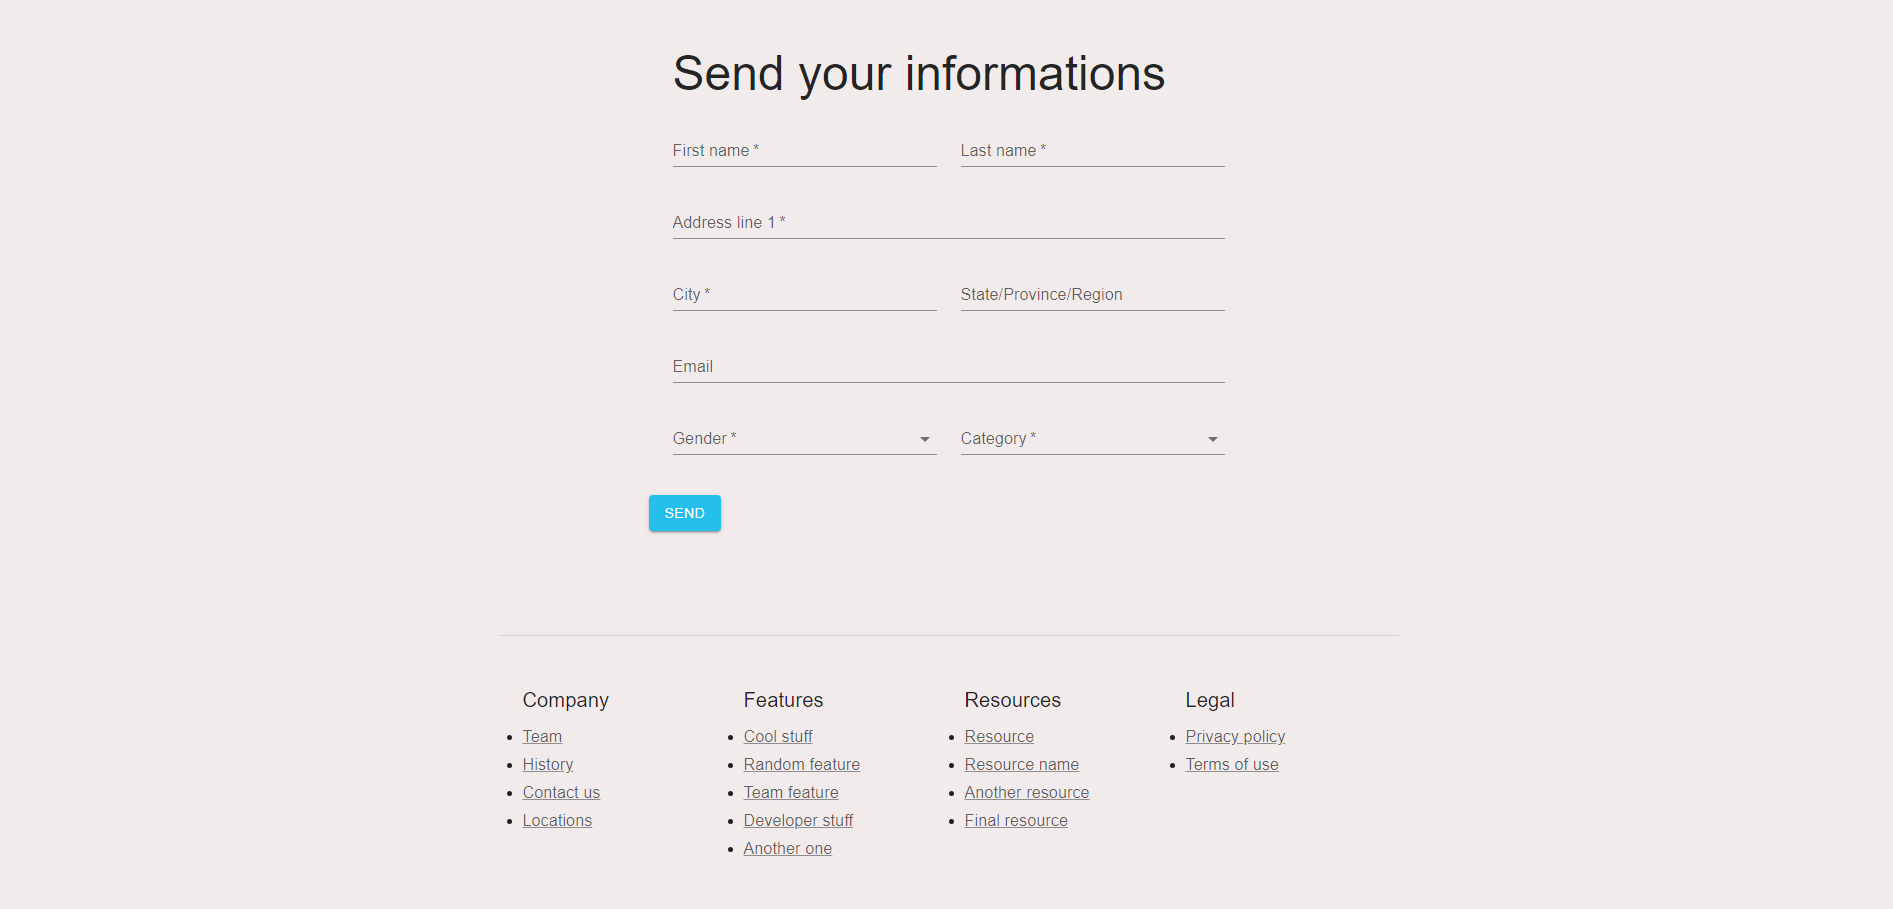 Send your informations
First name *
Last name *
Address line 1 *
City *
State/Province/Region
Email
Gender *
Category *
SEND
Company
Team
History
Contact us
Locations
Features
Cool stuff
Random feature
Team feature
Developer stuff
Another one
Resources
Resource
Resource name
Another resource
Final resource
Legal
Privacy policy
Terms of use